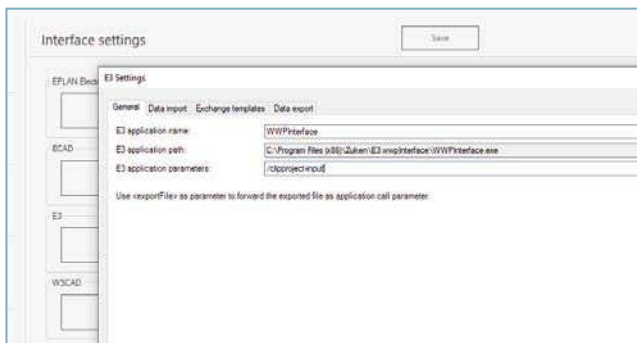 Interface settings
Save
EPLAN Elect
E3 Settings
General Data import Exchange templates Data export
E3 application name: WWPInterface
E3 application path: C:\Program Files (x86)\Zuken\E3.wwpInterface\WWPInterface.exe
ECAD
E3 application parameters: /clipproject-input
Use <exportFile> as parameter to forward the exported file as application call parameter
E3
WSCAD